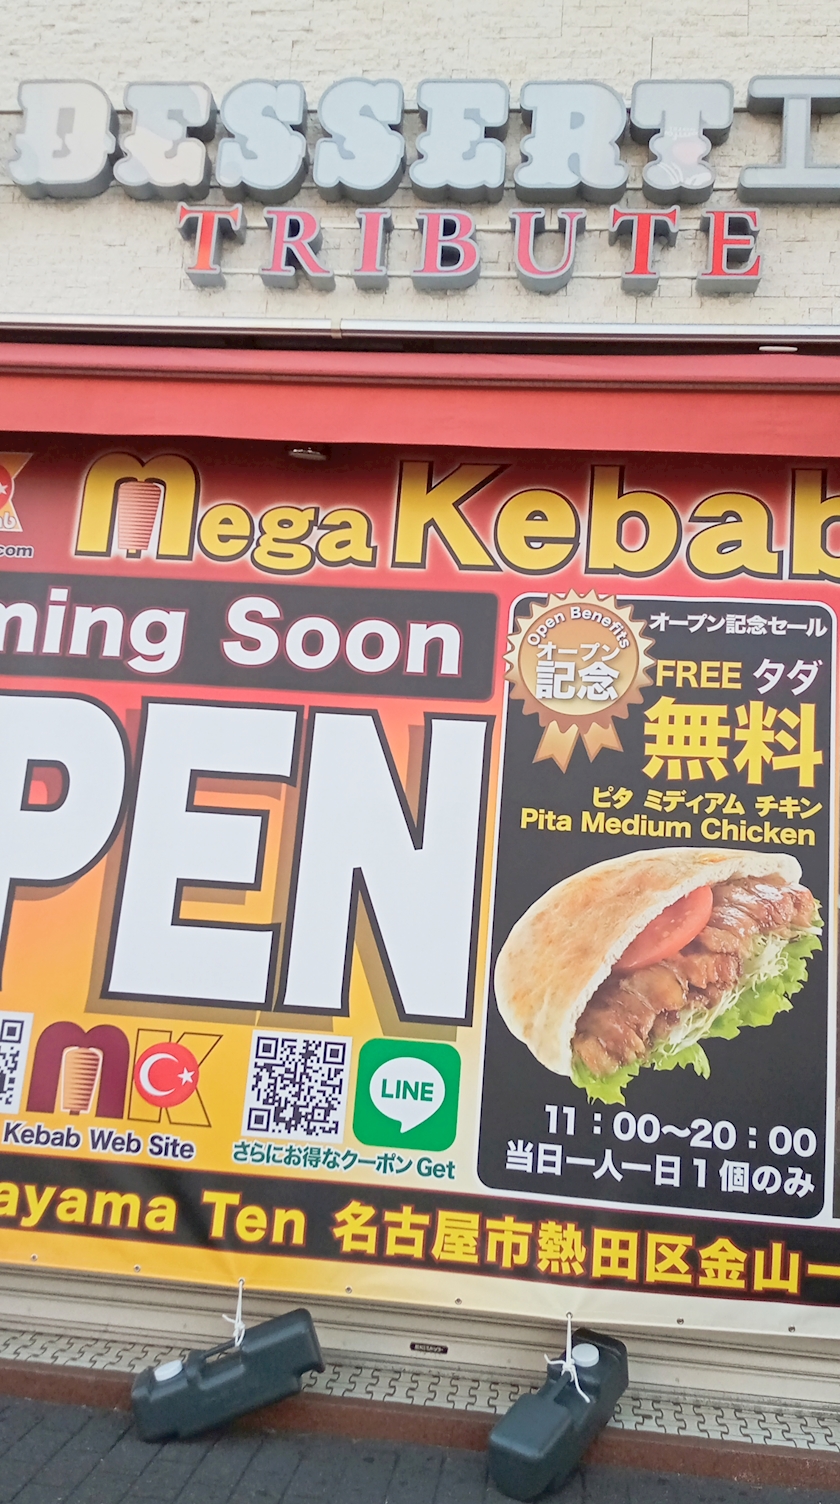 DESSERT
TRIBUTE
.com
Mega Kebab
ming Soon
PEN
Open Benefits
オープン
記念
オープン記念セール
FREE タダ
無料
ピタ ミディアム チキン
Pita Medium Chicken
11:00〜20:00
当日一人一日1個のみ
MK
LINE
Kebab Web Site
さらにお得なクーポン Get
ayama Ten 名古屋市熱田区金山一